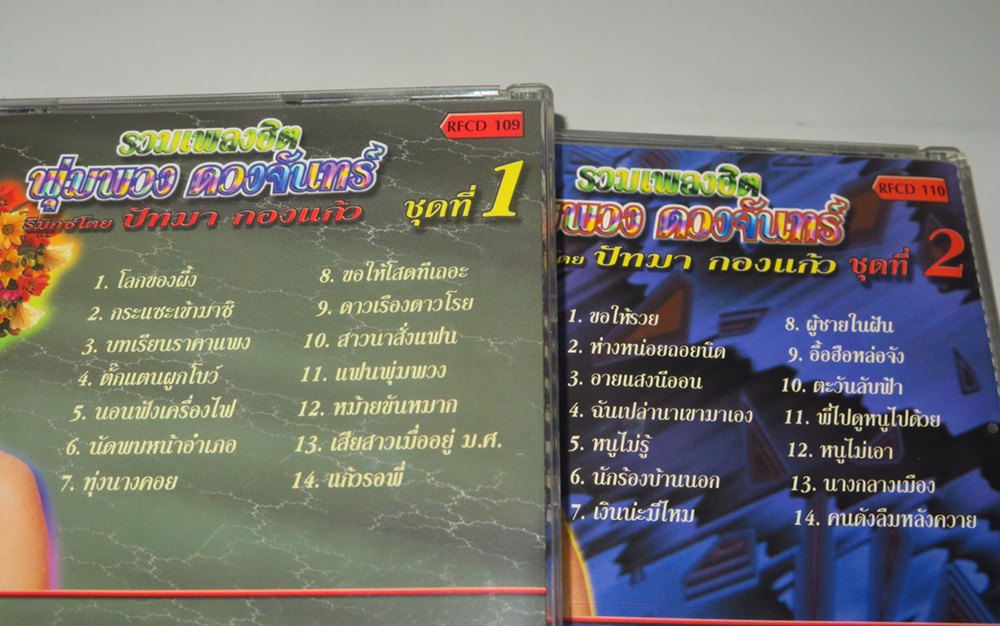 RFCD 109
รวมเพลงฮิต
พุ่มพวง ดวงจันทร์
รีมิกซ์โดย ปัทมา กองแก้ว ชุดที่ 1
1. โลกของผึ้ง
2. กระแซะเข้ามาซิ
3. บทเรียนราคาแพง
4. ตั๊กแตนผูกโบว์
5. นอนฟังเครื่องไฟ
6. นัดพบหน้าอำเภอ
7. ทุ่งนางคอย
8. ขอให้โสดทีเถอะ
9. ดาวเรืองดาวโรย
10. สาวนาสั่งแฟน
11. แฟนพุ่มพวง
12. หม้ายขันหมาก
13. เสียสาวเมื่ออยู่ ม.ศ.
14. แก้วรอพี่
RFCD 110
รวมเพลงฮิต
พวง ดวงจันทร์
โดย ปัทมา กองแก้ว ชุดที่ 2
1. ขอให้รวย
2. ห่างหน่อยถอยนิด
3. อายแสงนีออน
4. ฉันเปล่านาเขามาเอง
5. หนูไม่รู้
6. นักร้องบ้านนอก
7. เงินน่ะมีไหม
8. ผู้ชายในฝัน
9. อื้อฮือหล่อจัง
10. ตะวันลับฟ้า
11. พี่ไปดูหนูไปด้วย
12. หนูไม่เอา
13. นางกลางเมือง
14. คนดังลืมหลังควาย